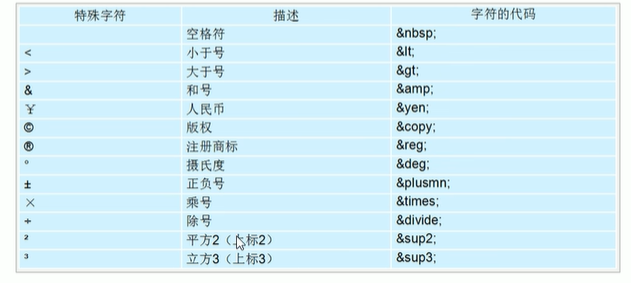 特殊字符 描述 字符的代码
空格符 &nbsp;
< 小于号 &lt;
> 大于号 &gt;
& 和号 &amp;
¥ 人民币 &yen;
© 版权 &copy;
® 注册商标 &reg;
° 摄氏度 &deg;
± 正负号 &plusmn;
× 乘号 &times;
÷ 除号 &divide;
² 平方2（上标2） &sup2;
³ 立方3（上标3） &sup3;